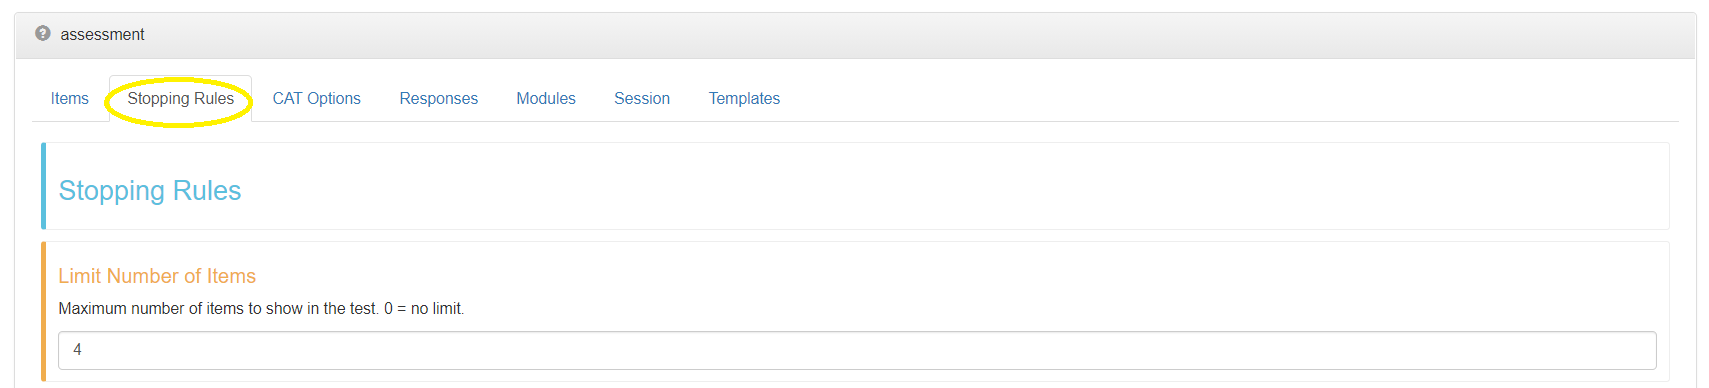 assessment
Items Stopping Rules CAT Options Responses Modules Session Templates
Stopping Rules
Limit Number of Items
Maximum number of items to show in the test. 0 = no limit.
4